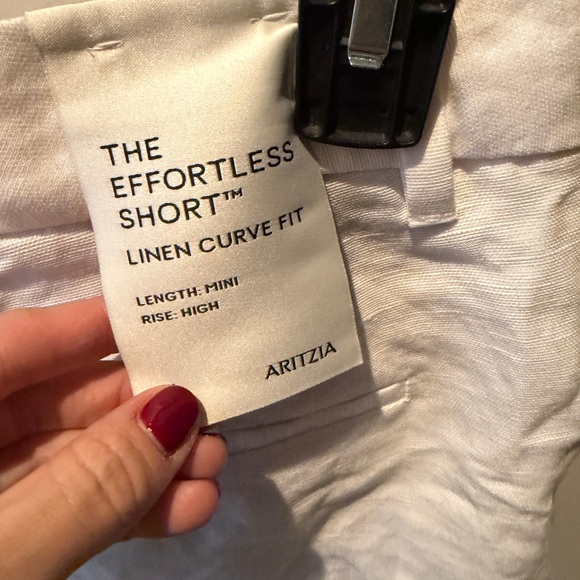 THE
EFFORTLESS
SHORT™
LINEN CURVE FIT
LENGTH: MINI
RISE: HIGH
ARITZIA